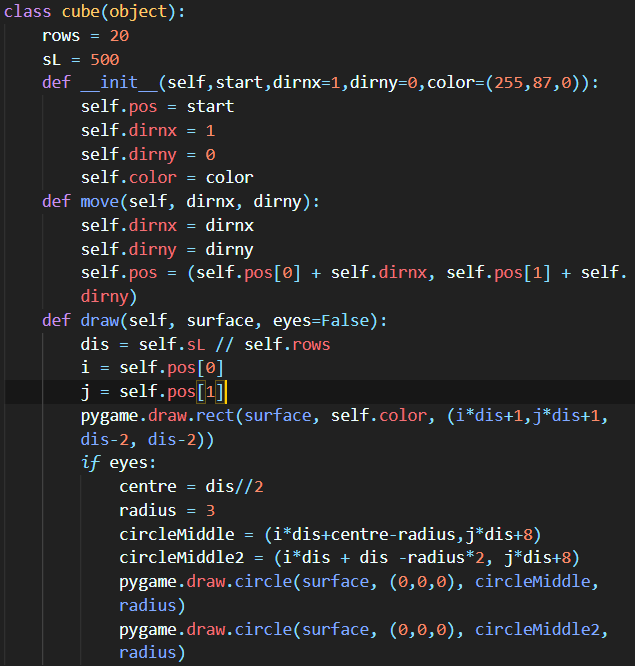 class cube(object):
    rows = 20
    sL = 500
    def __init__(self,start,dirnx=1,dirny=0,color=(255,87,0)):
        self.pos = start
        self.dirnx = 1
        self.dirny = 0
        self.color = color
    def move(self, dirnx, dirny):
        self.dirnx = dirnx
        self.dirny = dirny
        self.pos = (self.pos[0] + self.dirnx, self.pos[1] + self.
        dirny)
    def draw(self, surface, eyes=False):
        dis = self.sL // self.rows
        i = self.pos[0]
        j = self.pos[1]
        pygame.draw.rect(surface, self.color, (i*dis+1,j*dis+1,
        dis-2, dis-2))
        if eyes:
            centre = dis//2
            radius = 3
            circleMiddle = (i*dis+centre-radius,j*dis+8)
            circleMiddle2 = (i*dis + dis -radius*2, j*dis+8)
            pygame.draw.circle(surface, (0,0,0), circleMiddle,
            radius)
            pygame.draw.circle(surface, (0,0,0), circleMiddle2,
            radius)